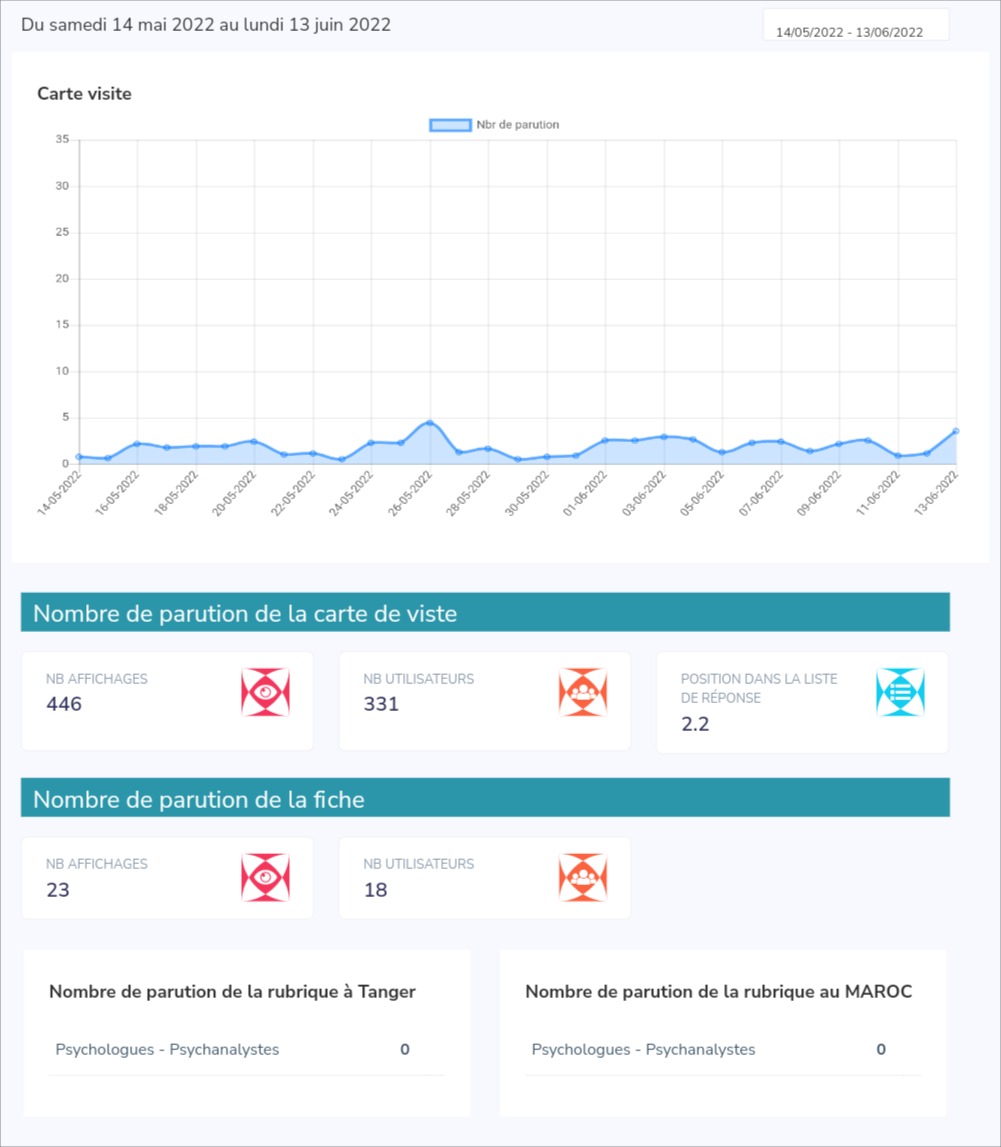 Du samedi 14 mai 2022 au lundi 13 juin 2022
14/05/2022 - 13/06/2022
Carte visite
Nbr de parution
35
30
25
20
15
10
5
0
14-05-2022
16-05-2022
18-05-2022
20-05-2022
22-05-2022
24-05-2022
26-05-2022
28-05-2022
30-05-2022
01-06-2022
03-06-2022
05-06-2022
07-06-2022
09-06-2022
11-06-2022
13-06-2022
Nombre de parution de la carte de viste
NB AFFICHAGES
446
NB UTILISATEURS
331
POSITION DANS LA LISTE
DE RÉPONSE
2.2
Nombre de parution de la fiche
NB AFFICHAGES
23
NB UTILISATEURS
18
Nombre de parution de la rubrique à Tanger
Psychologues - Psychanalystes 0
Nombre de parution de la rubrique au MAROC
Psychologues - Psychanalystes 0